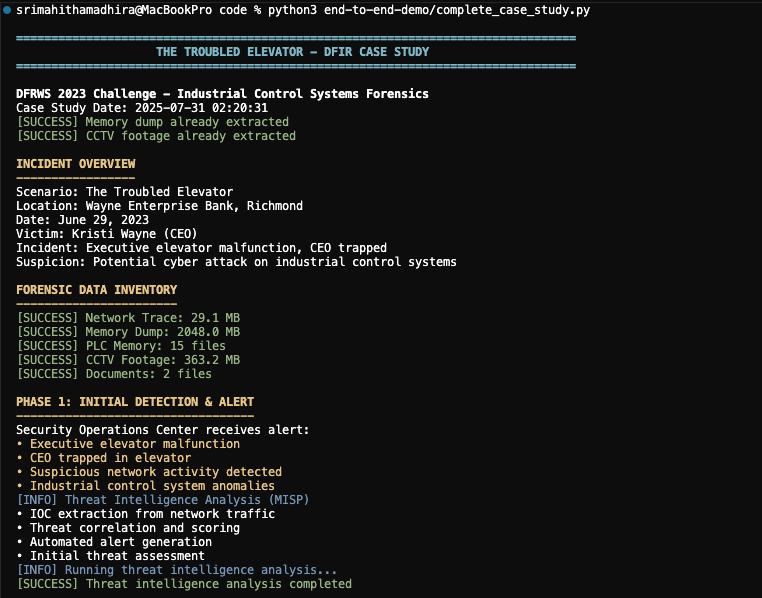 srimahithamadhira@MacBookPro code % python3 end-to-end-demo/complete_case_study.py
THE TROUBLED ELEVATOR – DFIR CASE STUDY
DFRWS 2023 Challenge – Industrial Control Systems Forensics
Case Study Date: 2025-07-31 02:20:31
[SUCCESS] Memory dump already extracted
[SUCCESS] CCTV footage already extracted
INCIDENT OVERVIEW
Scenario: The Troubled Elevator
Location: Wayne Enterprise Bank, Richmond
Date: June 29, 2023
Victim: Kristi Wayne (CEO)
Incident: Executive elevator malfunction, CEO trapped
Suspicion: Potential cyber attack on industrial control systems
FORENSIC DATA INVENTORY
[SUCCESS] Network Trace: 29.1 MB
[SUCCESS] Memory Dump: 2048.0 MB
[SUCCESS] PLC Memory: 15 files
[SUCCESS] CCTV Footage: 363.2 MB
[SUCCESS] Documents: 2 files
PHASE 1: INITIAL DETECTION & ALERT
Security Operations Center receives alert:
• Executive elevator malfunction
• CEO trapped in elevator
• Suspicious network activity detected
• Industrial control system anomalies
[INFO] Threat Intelligence Analysis (MISP)
• IOC extraction from network traffic
• Threat correlation and scoring
• Automated alert generation
• Initial threat assessment
[INFO] Running threat intelligence analysis...
[SUCCESS] Threat intelligence analysis completed